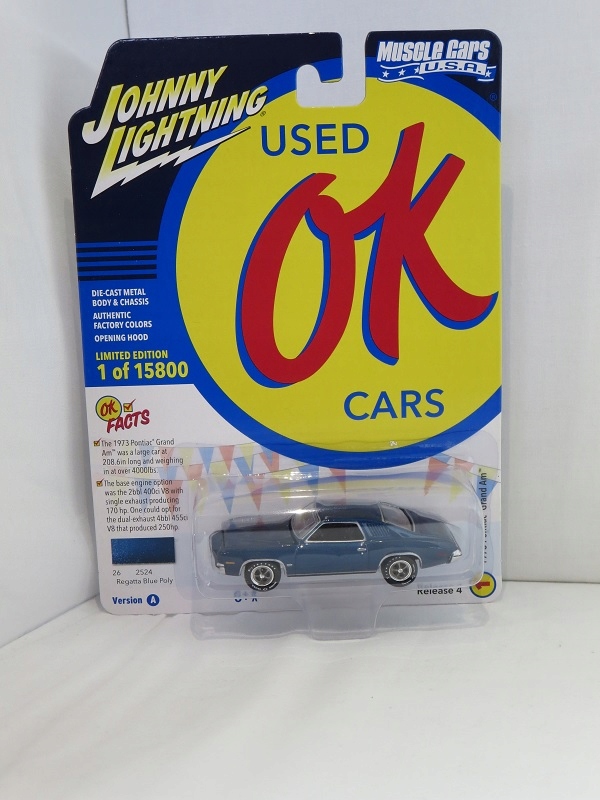 JOHNNY
LIGHTNING®
Muscle Cars
U.S.A.
USED
OK
CARS
DIE-CAST METAL
BODY & CHASSIS
AUTHENTIC
FACTORY COLORS
OPENING HOOD
LIMITED EDITION
1 of 15800
OK
FACTS
The 1973 Pontiac® Grand
Am™ was a large car at
208.6in long and weighing
in at over 4000lbs.
The base engine option
was the 2bbl 400ci V8 with
single exhaust producing
170 hp. One could opt for
the dual-exhaust 4bbl 455ci
V8 that produced 250hp.
26 2524
Regatta Blue Poly
Version A
Release 4
Grand Am™